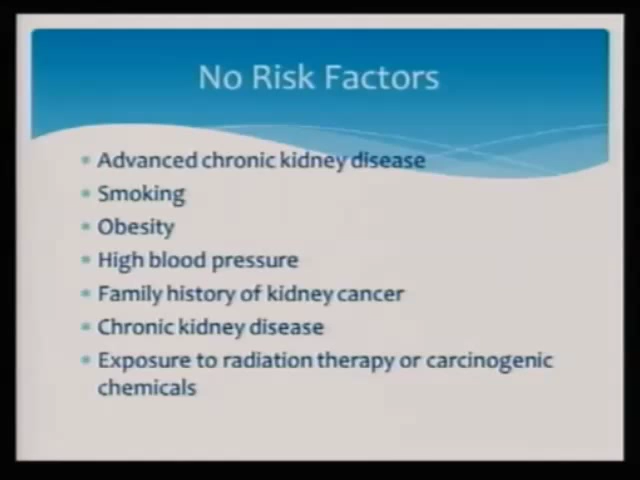 No Risk Factors
Advanced chronic kidney disease
Smoking
Obesity
High blood pressure
Family history of kidney cancer
Chronic kidney disease
Exposure to radiation therapy or carcinogenic
chemicals